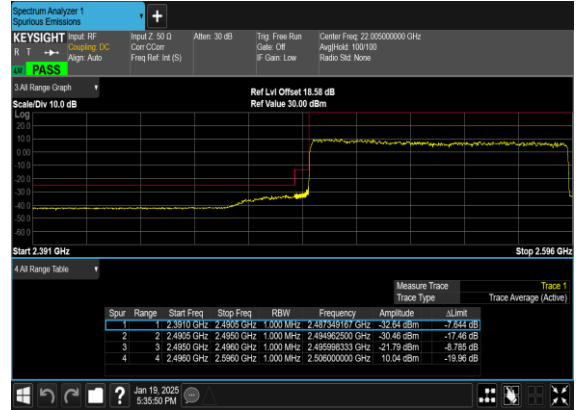 Spectrum Analyzer 1
Spurious Emissions
+
KEYSIGHT Input: RF Input Z: 50 Ω Atten: 30 dB Trig: Free Run Center Freq: 22.005000000 GHz
R T Coupling: DC Corr CCorr Gate: Off Avg|Hold: 100/100
Align: Auto Freq Ref: Int (S) IF Gain: Low Radio Std: None
PASS
3 All Range Graph
Ref Lvl Offset 18.58 dB
Scale/Div 10.0 dB Ref Value 30.00 dBm
Log
20.0
10.0
0.00
-10.0
-20.0
-30.0
-40.0
-50.0
-60.0
Start 2.391 GHz Stop 2.596 GHz
4 All Range Table
Measure Trace Trace 1
Trace Type Trace Average (Active)
Spur Range Start Freq Stop Freq RBW Frequency Amplitude ΔLimit
1 1 2.3910 GHz 2.4905 GHz 1.000 MHz 2.487349167 GHz -32.64 dBm -7.644 dB
2 2 2.4905 GHz 2.4950 GHz 1.000 MHz 2.494962500 GHz -30.46 dBm -17.46 dB
3 3 2.4950 GHz 2.4960 GHz 1.000 MHz 2.495998333 GHz -21.79 dBm -8.785 dB
4 4 2.4960 GHz 2.5960 GHz 1.000 MHz 2.506000000 GHz 10.04 dBm -19.96 dB
?
Jan 19, 2025
5:35:50 PM